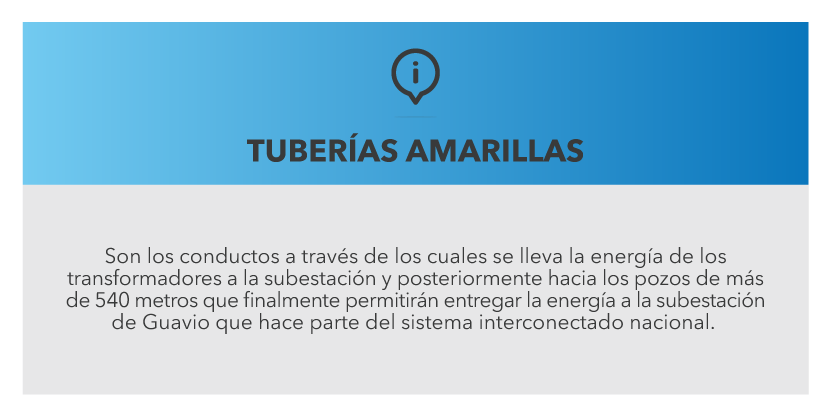 TUBERÍAS AMARILLAS
Son los conductos a través de los cuales se lleva la energía de los
transformadores a la subestación y posteriormente hacia los pozos de más
de 540 metros que finalmente permitirán entregar la energía a la subestación
de Guavio que hace parte del sistema interconectado nacional.